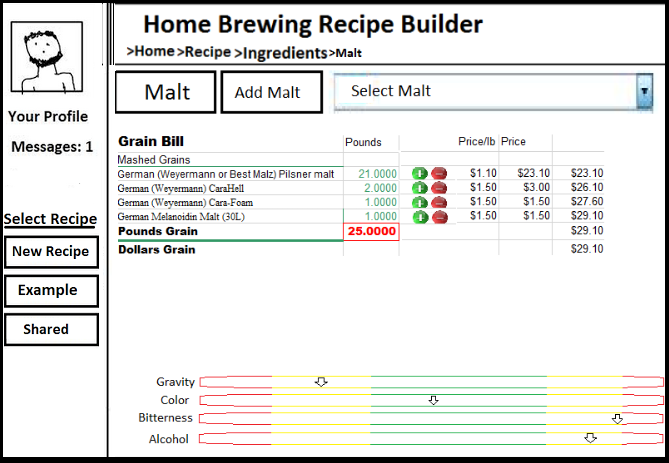 Home Brewing Recipe Builder
>Home >Recipe >Ingredients >Malt
Your Profile
Messages: 1
Select Recipe
New Recipe
Example
Shared
Malt
Add Malt
Select Malt
Grain Bill Pounds Price/lb Price
Mashed Grains
German (Weyermann or Best Malz) Pilsner malt 21.0000 $1.10 $23.10 $23.10
German (Weyermann) CaraHell 2.0000 $1.50 $3.00 $26.10
German (Weyermann) Cara-Foam 1.0000 $1.50 $1.50 $27.60
German Melanoidin Malt (30L) 1.0000 $1.50 $1.50 $29.10
Pounds Grain 25.0000 $29.10
Dollars Grain $29.10
Gravity
Color
Bitterness
Alcohol